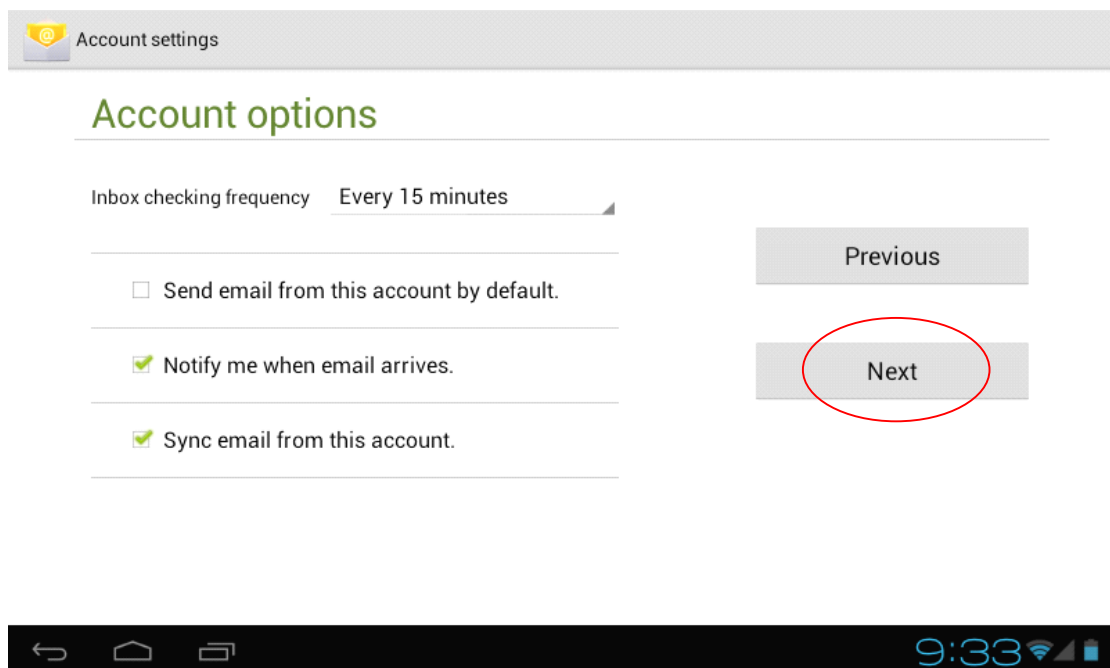 Account settings
Account options
Inbox checking frequency Every 15 minutes
Previous
Send email from this account by default.
Notify me when email arrives.
Next
Sync email from this account.
9:33